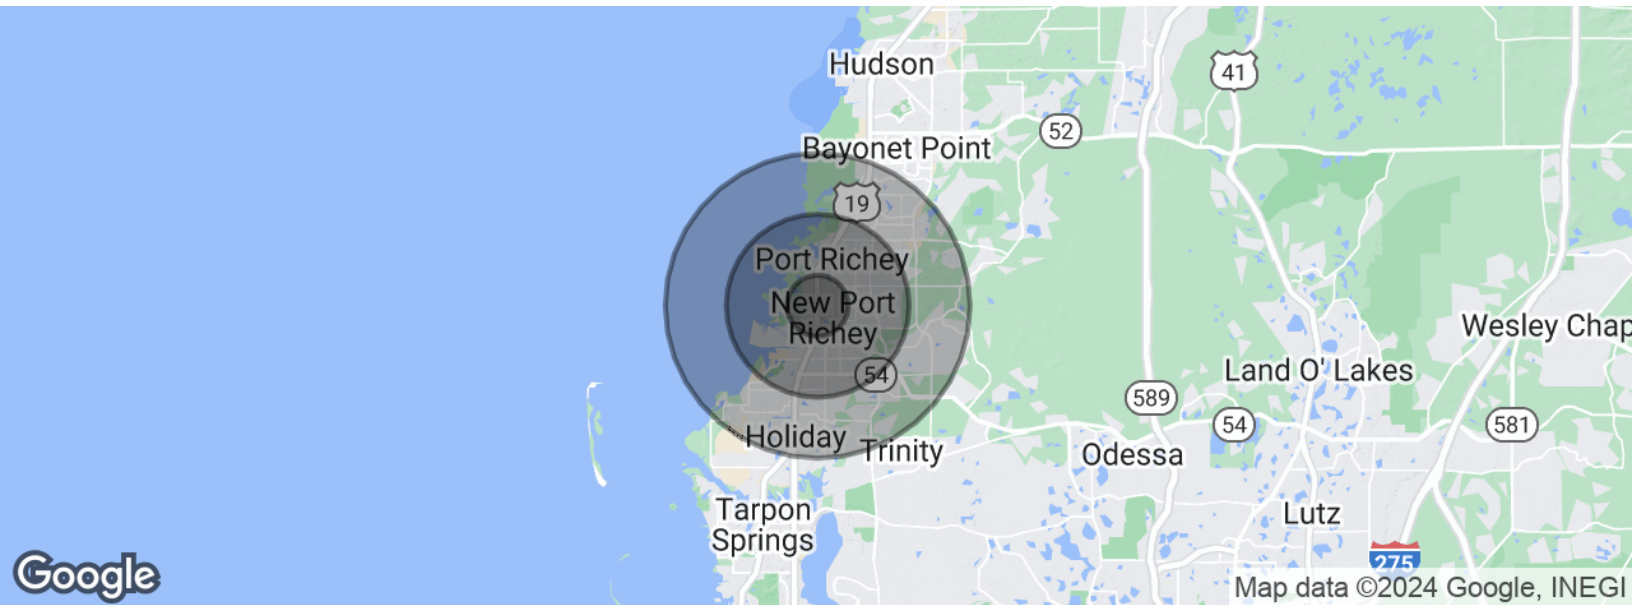 Hudson
41
52
Bayonet Point
19
Port Richey
New Port
Richey
Wesley Chap
54
Land O' Lakes
589
54
581
Holiday
Trinity
Odessa
Tarpon
Springs
Lutz
275
Google
Map data ©2024 Google, INEGI